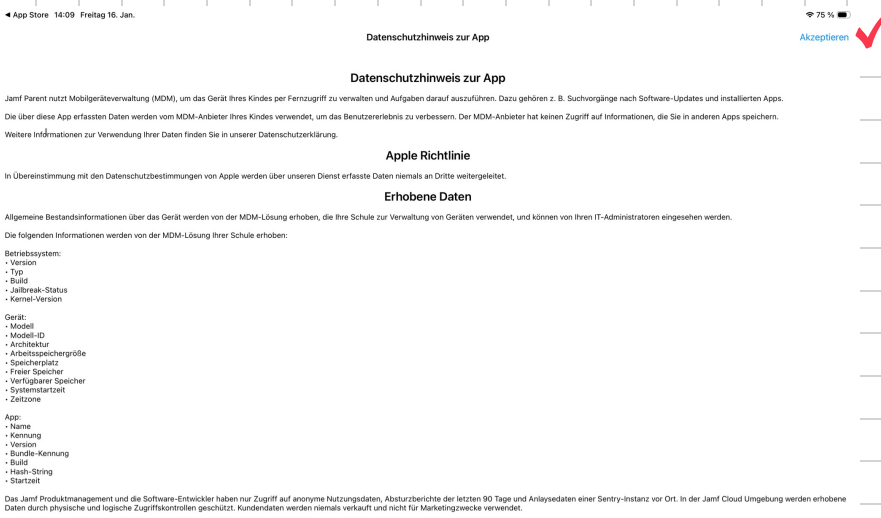 ◀ App Store 14:09 Freitag 16. Jan. 75 %
Datenschutzhinweis zur App Akzeptieren
Datenschutzhinweis zur App
Jamf Parent nutzt Mobilgeräteverwaltung (MDM), um das Gerät Ihres Kindes per Fernzugriff zu verwalten und Aufgaben darauf auszuführen. Dazu gehören z. B. Suchvorgänge nach Software-Updates und installierten Apps.
Die über diese App erfassten Daten werden vom MDM-Anbieter Ihres Kindes verwendet, um das Benutzererlebnis zu verbessern. Der MDM-Anbieter hat keinen Zugriff auf Informationen, die Sie in anderen Apps speichern.
Weitere Informationen zur Verwendung Ihrer Daten finden Sie in unserer Datenschutzerklärung.
Apple Richtlinie
In Übereinstimmung mit den Datenschutzbestimmungen von Apple werden über unseren Dienst erfasste Daten niemals an Dritte weitergeleitet.
Erhobene Daten
Allgemeine Bestandsinformationen über das Gerät werden von der MDM-Lösung erhoben, die Ihre Schule zur Verwaltung von Geräten verwendet, und können von Ihren IT-Administratoren eingesehen werden.
Die folgenden Informationen werden von der MDM-Lösung Ihrer Schule erhoben:
Betriebssystem:
• Version
• Typ
• Build
• Jailbreak-Status
• Kernel-Version
Gerät:
• Modell
• Modell-ID
• Architektur
• Arbeitsspeichergröße
• Speicherplatz
• Freier Speicher
• Verfügbarer Speicher
• Systemstartzeit
• Zeitzone
App:
• Name
• Kennung
• Version
• Bundle-Kennung
• Build
• Hash-String
• Startzeit
Das Jamf Produktmanagement und die Software-Entwickler haben nur Zugriff auf anonyme Nutzungsdaten, Absturzberichte der letzten 90 Tage und Anlaysedaten einer Sentry-Instanz vor Ort. In der Jamf Cloud Umgebung werden erhobene
Daten durch physische und logische Zugriffskontrollen geschützt. Kundendaten werden niemals verkauft und nicht für Marketingzwecke verwendet.